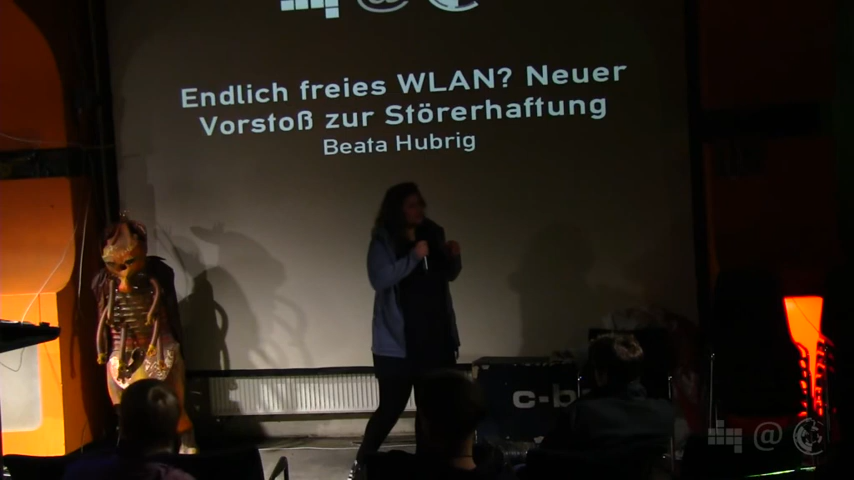 Endlich freies WLAN? Neuer
Vorstoß zur Störerhaftung
Beata Hubrig
c-b